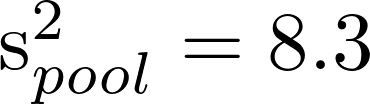 s²_pool = 8.3